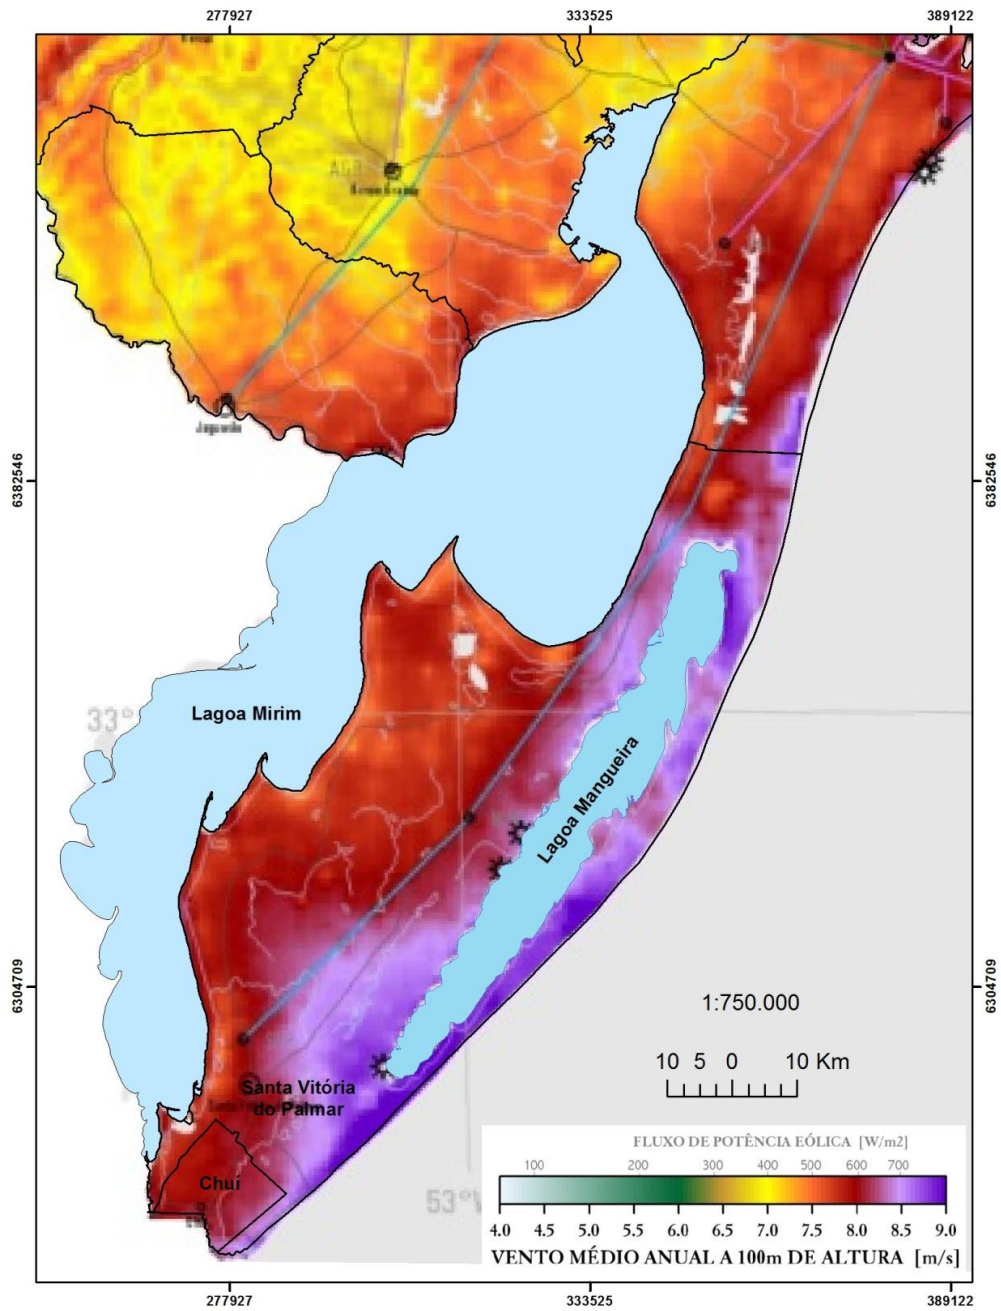 277927
333525
389122
AGR
Jaguarão
6382546
6382546
Lagoa Mirim
33°
Lagoa Mangueira
6304709
6304709
1:750.000
10 5 0 10 Km
Santa Vitória
do Palmar
Chuí
53°W
FLUXO DE POTÊNCIA EÓLICA [W/m2]
100 200 300 400 500 600 700
4.0 4.5 5.0 5.5 6.0 6.5 7.0 7.5 8.0 8.5 9.0
VENTO MÉDIO ANUAL A 100m DE ALTURA [m/s]
277927
333525
389122